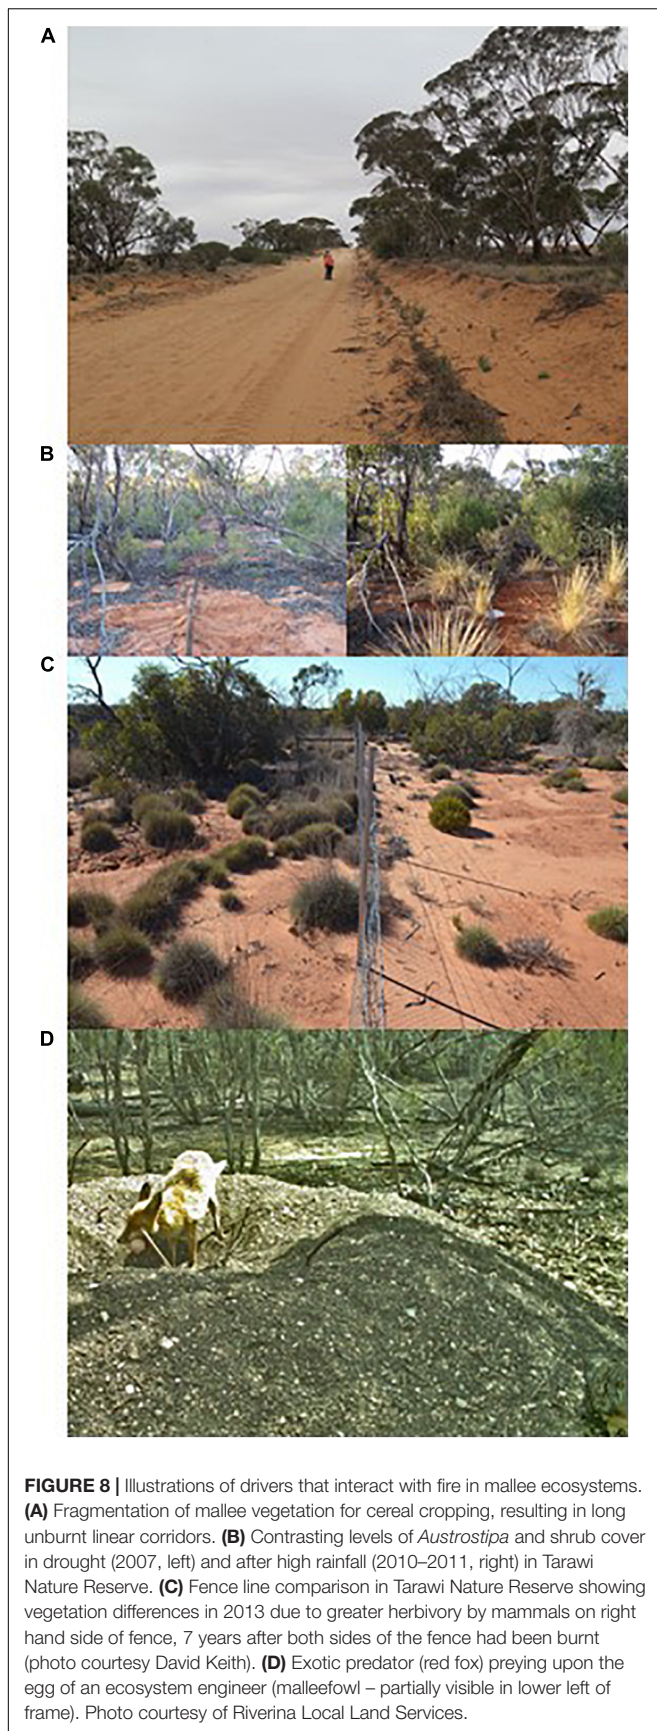 A
B
C
D
FIGURE 8 | Illustrations of drivers that interact with fire in mallee ecosystems.
(A) Fragmentation of mallee vegetation for cereal cropping, resulting in long
unburnt linear corridors. (B) Contrasting levels of Austrostipa and shrub cover
in drought (2007, left) and after high rainfall (2010–2011, right) in Tarawi
Nature Reserve. (C) Fence line comparison in Tarawi Nature Reserve showing
vegetation differences in 2013 due to greater herbivory by mammals on right
hand side of fence, 7 years after both sides of the fence had been burnt
(photo courtesy David Keith). (D) Exotic predator (red fox) preying upon the
egg of an ecosystem engineer (malleefowl – partially visible in lower left of
frame). Photo courtesy of Riverina Local Land Services.